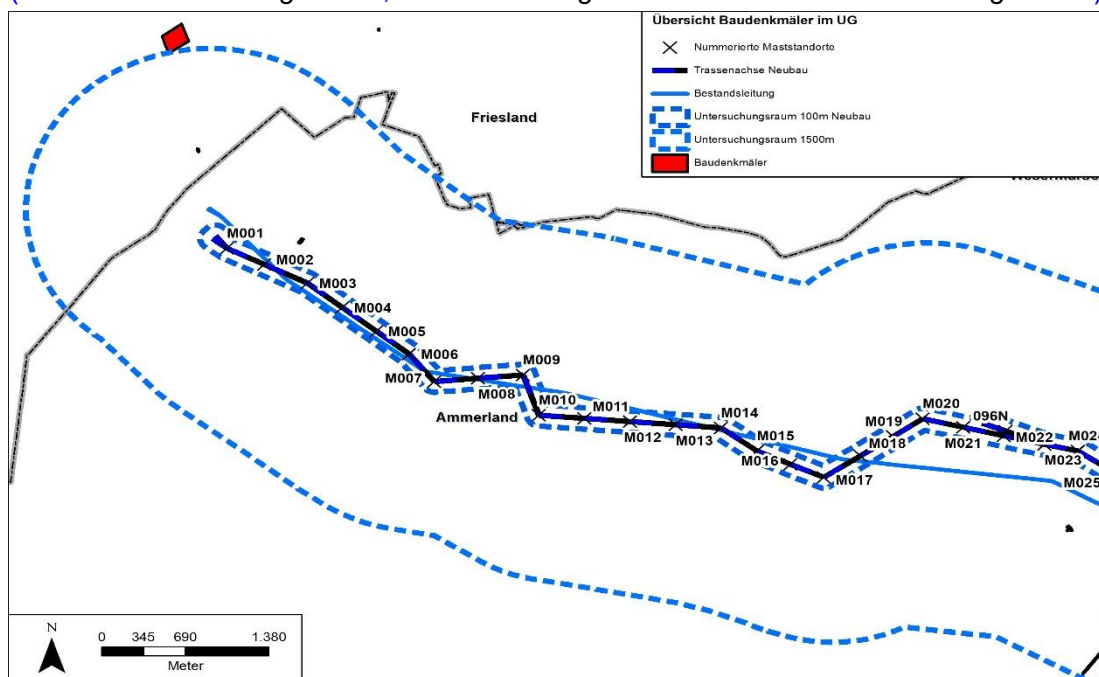 Übersicht Baudenkmäler im UG
Nummerierte Maststandorte
Trassenachse Neubau
Bestandsleitung
Untersuchungsraum 100m Neubau
Untersuchungsraum 1500m
Baudenkmäler
Friesland
M001
M002
M003
M004
M005
M006
M007
M008
M009
Ammerland
M010
M011
M012
M013
M014
M015
M016
M017
M018
M019
M020
096N
M021
M022
M023
M024
M025
N
0 345 690 1.380
Meter